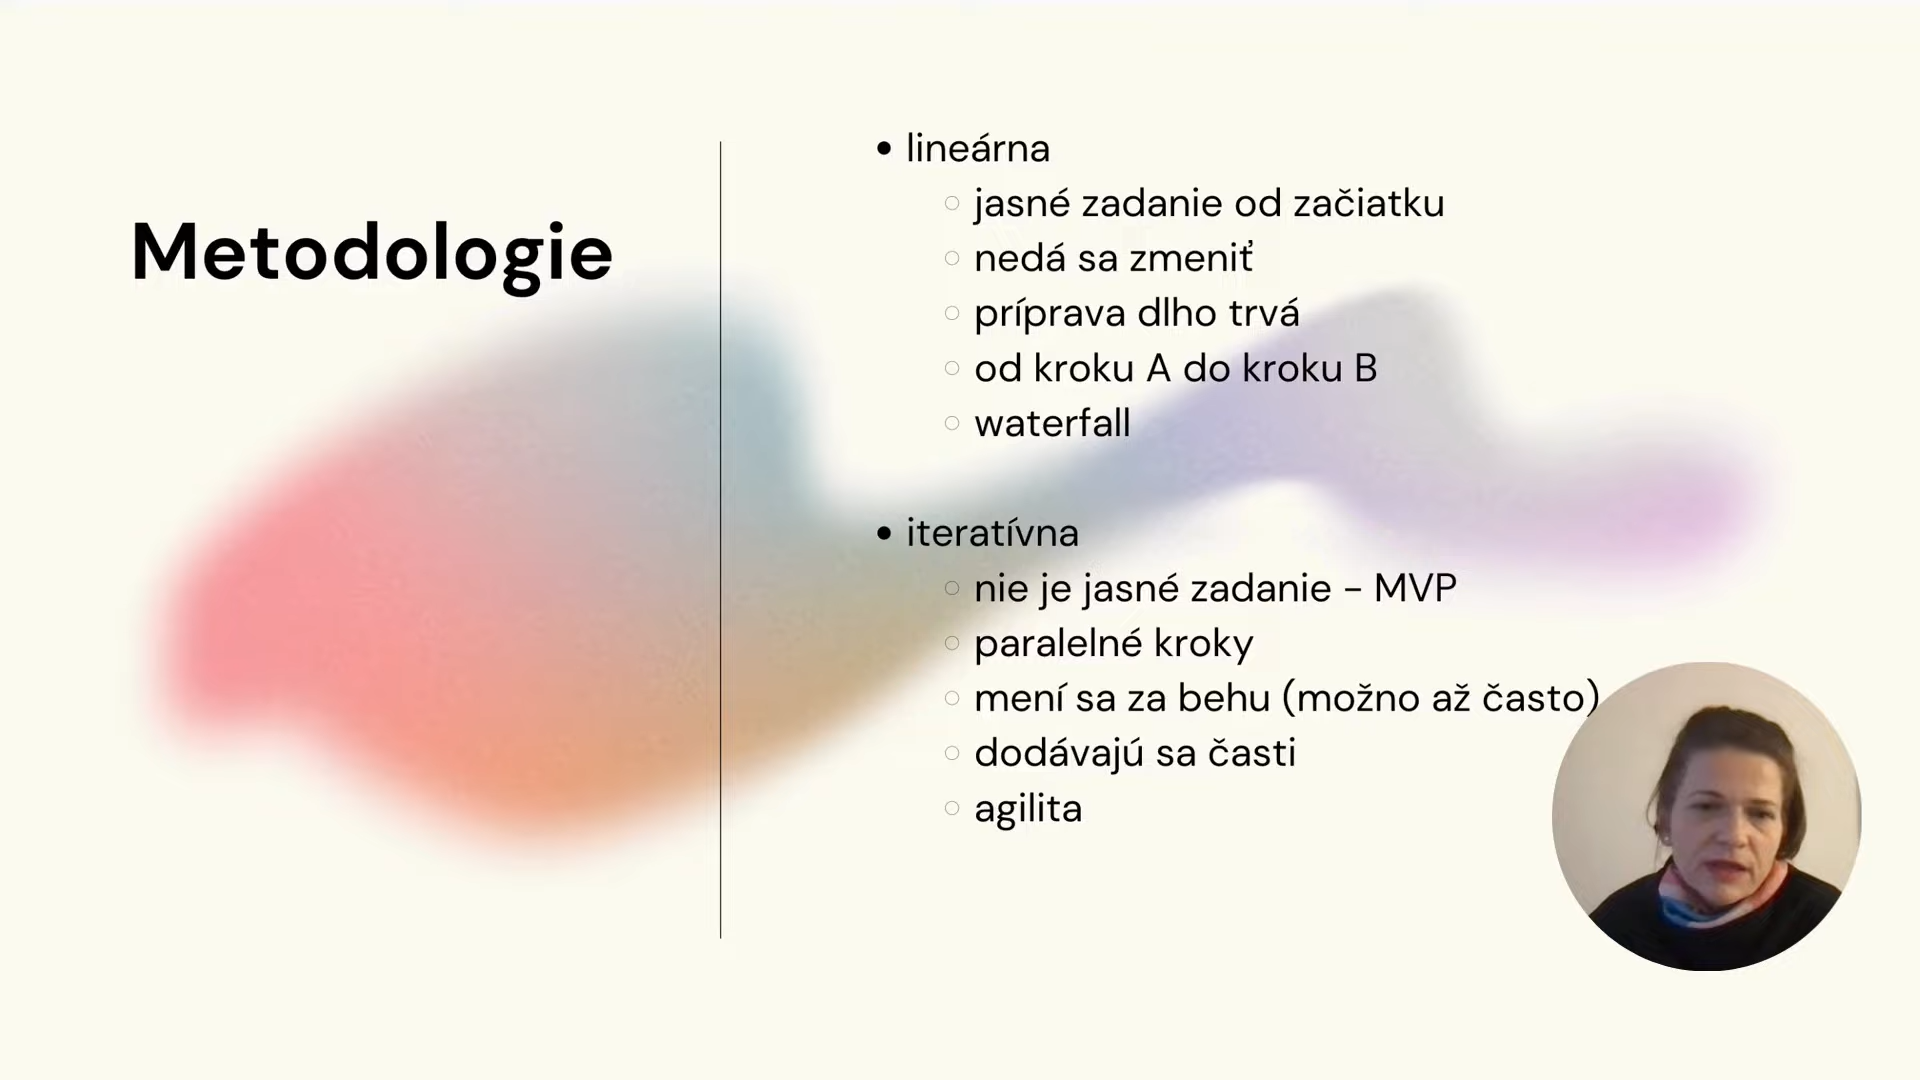 Metodologie
lineárna
jasné zadanie od začiatku
nedá sa zmeniť
príprava dlho trvá
od kroku A do kroku B
waterfall
iteratívna
nie je jasné zadanie - MVP
paralelné kroky
mení sa za behu (možno až často)
dodávajú sa časti
agilita